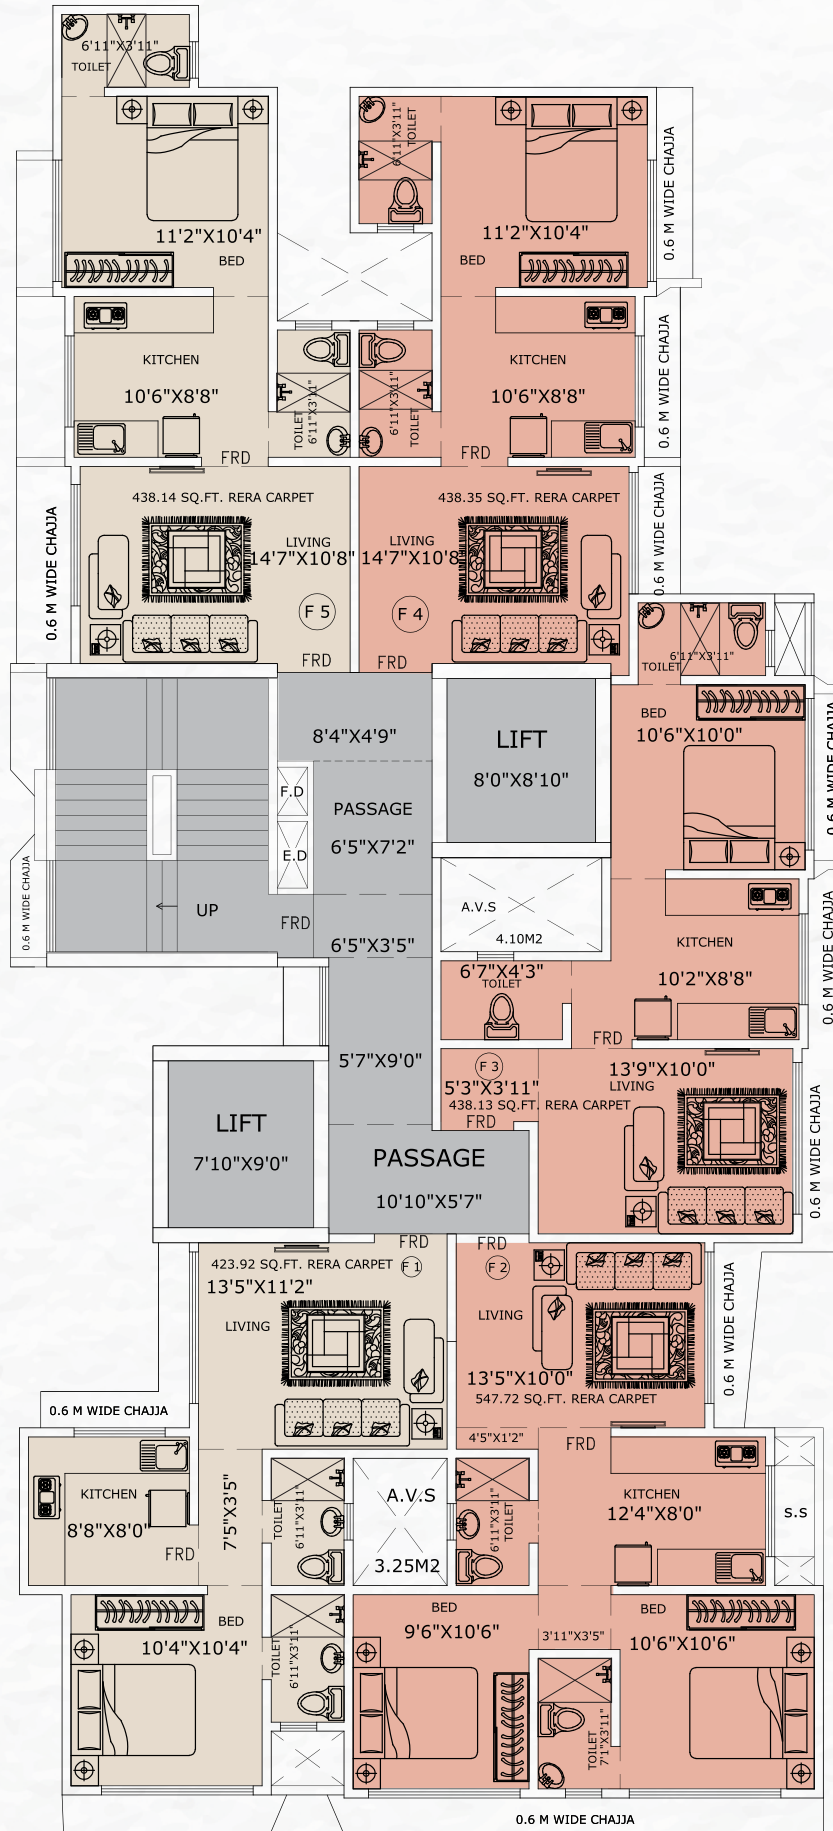 6'11"X3'11"
TOILET
6'11"X3'11"
TOILET
0.6 M WIDE CHAJJA
11'2"X10'4"
BED
11'2"X10'4"
BED
KITCHEN
10'6"X8'8"
KITCHEN
10'6"X8'8"
0.6 M WIDE CHAJJA
TOILET
6'11"X3'11"
6'11"X3'11"
TOILET
FRD
FRD
438.14 SQ.FT. RERA CARPET
438.35 SQ.FT. RERA CARPET
LIVING
14'7"X10'8"
LIVING
14'7"X10'8
0.6 M WIDE CHAJJA
0.6 M WIDE CHAJJA
F 5
F 4
FRD
FRD
6'11"X3'11"
TOILET
BED
10'6"X10'0"
0.6 M WIDE CHAJJA
8'4"X4'9"
LIFT
8'0"X8'10"
F.D
PASSAGE
6'5"X7'2"
E.D
0.6 M WIDE CHAJJA
UP
FRD
6'5"X3'5"
A.V.S
4.10M2
KITCHEN
10'2"X8'8"
0.6 M WIDE CHAJJA
6'7"X4'3"
TOILET
FRD
5'7"X9'0"
F 3
5'3"X3'11"
13'9"X10'0"
LIVING
438.13 SQ.FT. RERA CARPET
FRD
0.6 M WIDE CHAJJA
LIFT
7'10"X9'0"
PASSAGE
10'10"X5'7"
FRD
FRD
423.92 SQ.FT. RERA CARPET
F 1
F 2
13'5"X11'2"
LIVING
LIVING
0.6 M WIDE CHAJJA
13'5"X10'0"
547.72 SQ.FT. RERA CARPET
0.6 M WIDE CHAJJA
4'5"X1'2"
FRD
KITCHEN
8'8"X8'0"
FRD
7'5"X3'5"
TOILET
6'11"X3'11"
A.V.S
3.25M2
6'11"X3'11"
TOILET
KITCHEN
12'4"X8'0"
S.S
BED
10'4"X10'4"
TOILET
6'11"X3'11"
BED
9'6"X10'6"
3'11"X3'5"
BED
10'6"X10'6"
TOILET
7'1"X3'11"
0.6 M WIDE CHAJJA